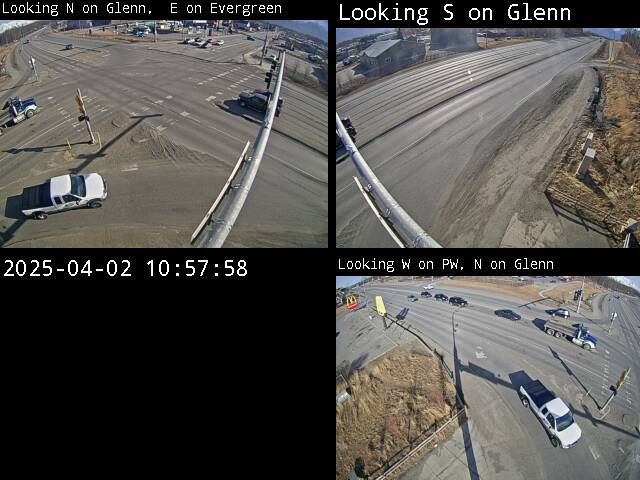 Looking N on Glenn,  E on Evergreen
Looking S on Glenn
2025-04-02 10:57:58
Looking W on PW, N on Glenn